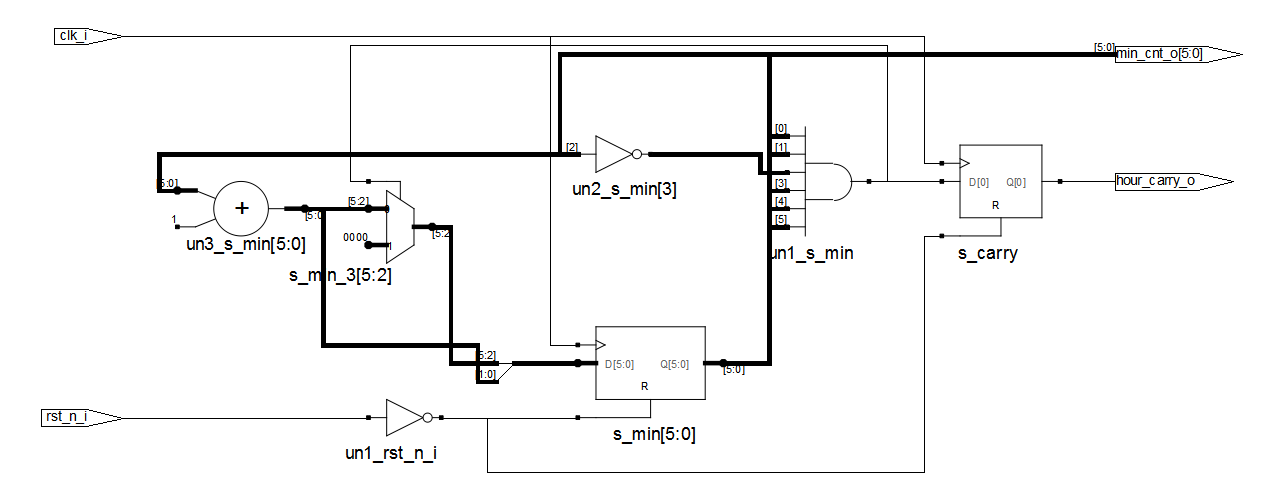 clk_i
[5:0]
min_cnt_o[5:0]
[0]
[2]
[1]
un2_s_min[3]
[3]
[4]
[5]
un1_s_min
D[0]
Q[0]
R
s_carry
hour_carry_o
[5:0]
+
1
[5:0]
un3_s_min[5:0]
[5:2]
0000
1
[5:2]
s_min_3[5:2]
[5:2]
[1:0]
D[5:0]
Q[5:0]
R
[5:0]
s_min[5:0]
rst_n_i
un1_rst_n_i